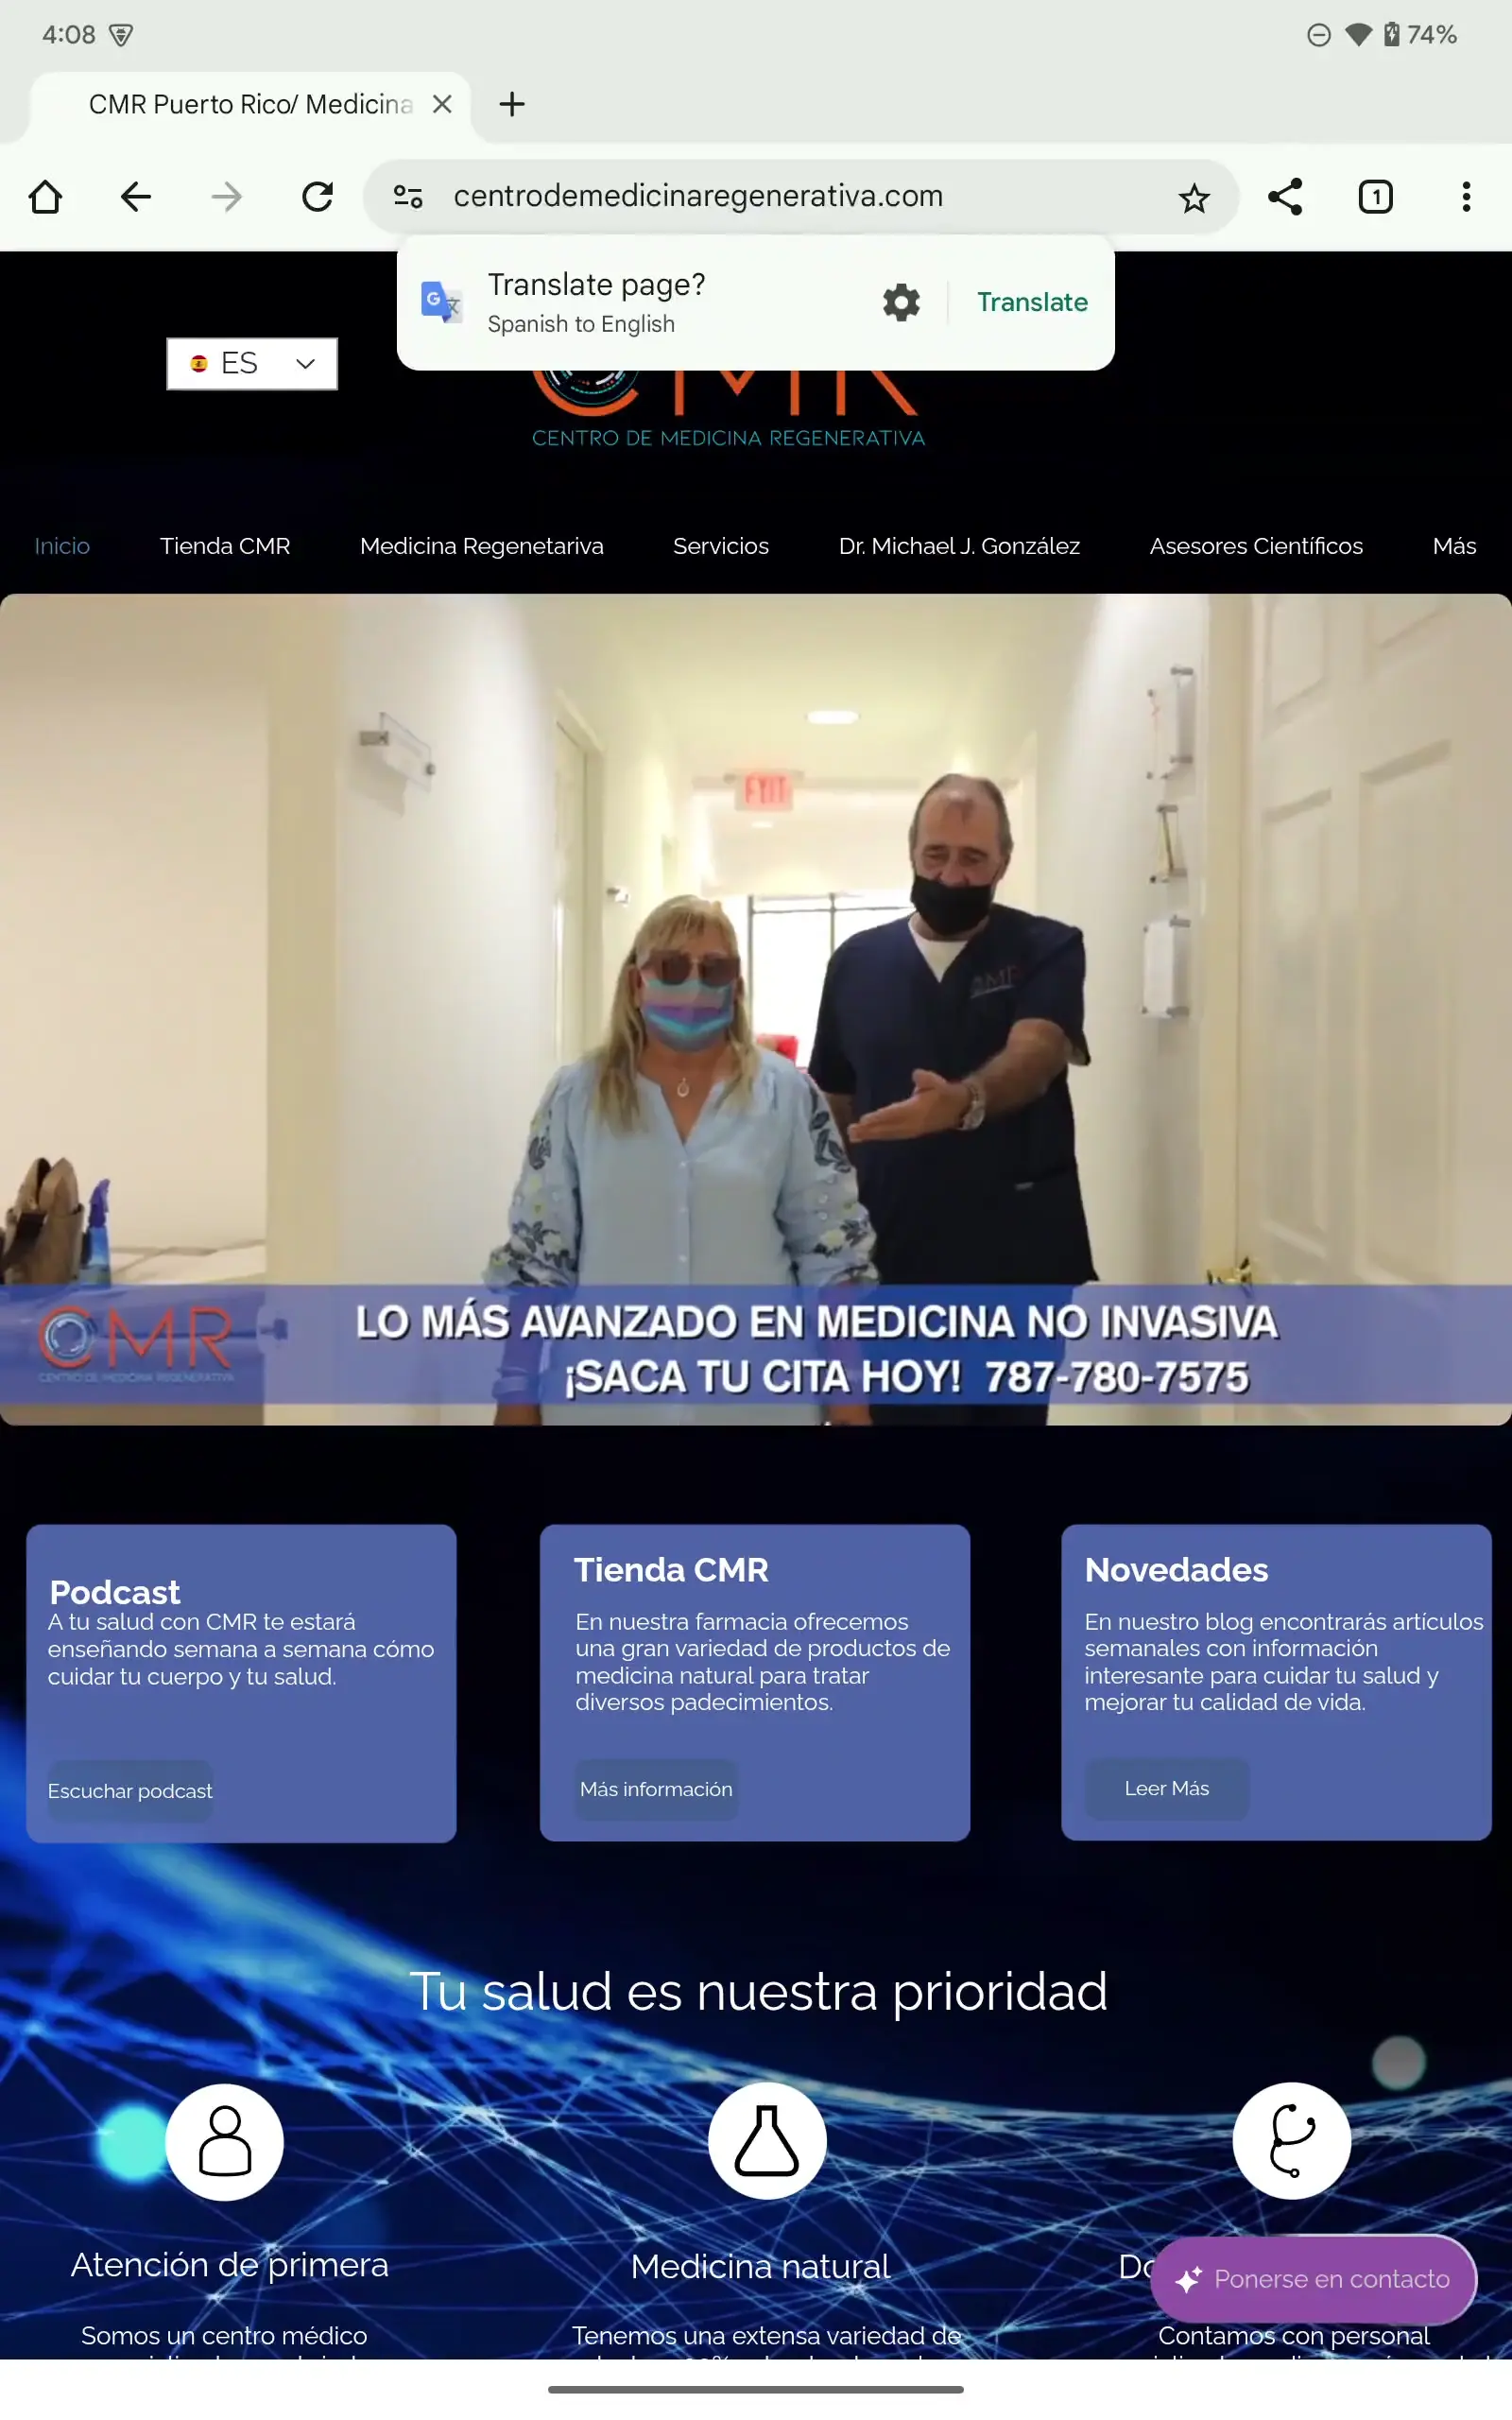 4:08
74%
CMR Puerto Rico/ Medicina
centrodemedicinaregenerativa.com
1
Translate page?
Spanish to English
Translate
ES
CMR
CENTRO DE MEDICINA REGENERATIVA
Inicio Tienda CMR Medicina Regenetariva Servicios Dr. Michael J. González Asesores Científicos Más
EXIT
CMR
CMR
CENTRO DE MEDICINA REGENERATIVA
LO MÁS AVANZADO EN MEDICINA NO INVASIVA
¡SACA TU CITA HOY! 787-780-7575
Podcast
A tu salud con CMR te estará
enseñando semana a semana cómo
cuidar tu cuerpo y tu salud.
Escuchar podcast
Tienda CMR
En nuestra farmacia ofrecemos
una gran variedad de productos de
medicina natural para tratar
diversos padecimientos.
Más información
Novedades
En nuestro blog encontrarás artículos
semanales con información
interesante para cuidar tu salud y
mejorar tu calidad de vida.
Leer Más
Tu salud es nuestra prioridad
Atención de primera
Somos un centro médico
Medicina natural
Tenemos una extensa variedad de
Ponerse en contacto
Contamos con personal